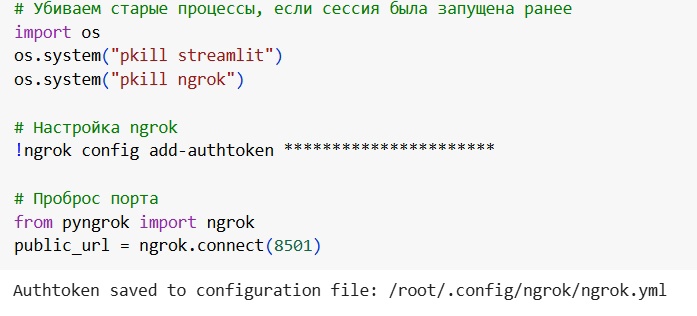 # Убиваем старые процессы, если сессия была запущена ранее
import os
os.system("pkill streamlit")
os.system("pkill ngrok")
# Настройка ngrok
!ngrok config add-authtoken **********************
# Проброс порта
from pyngrok import ngrok
public_url = ngrok.connect(8501)
Authtoken saved to configuration file: /root/.config/ngrok/ngrok.yml